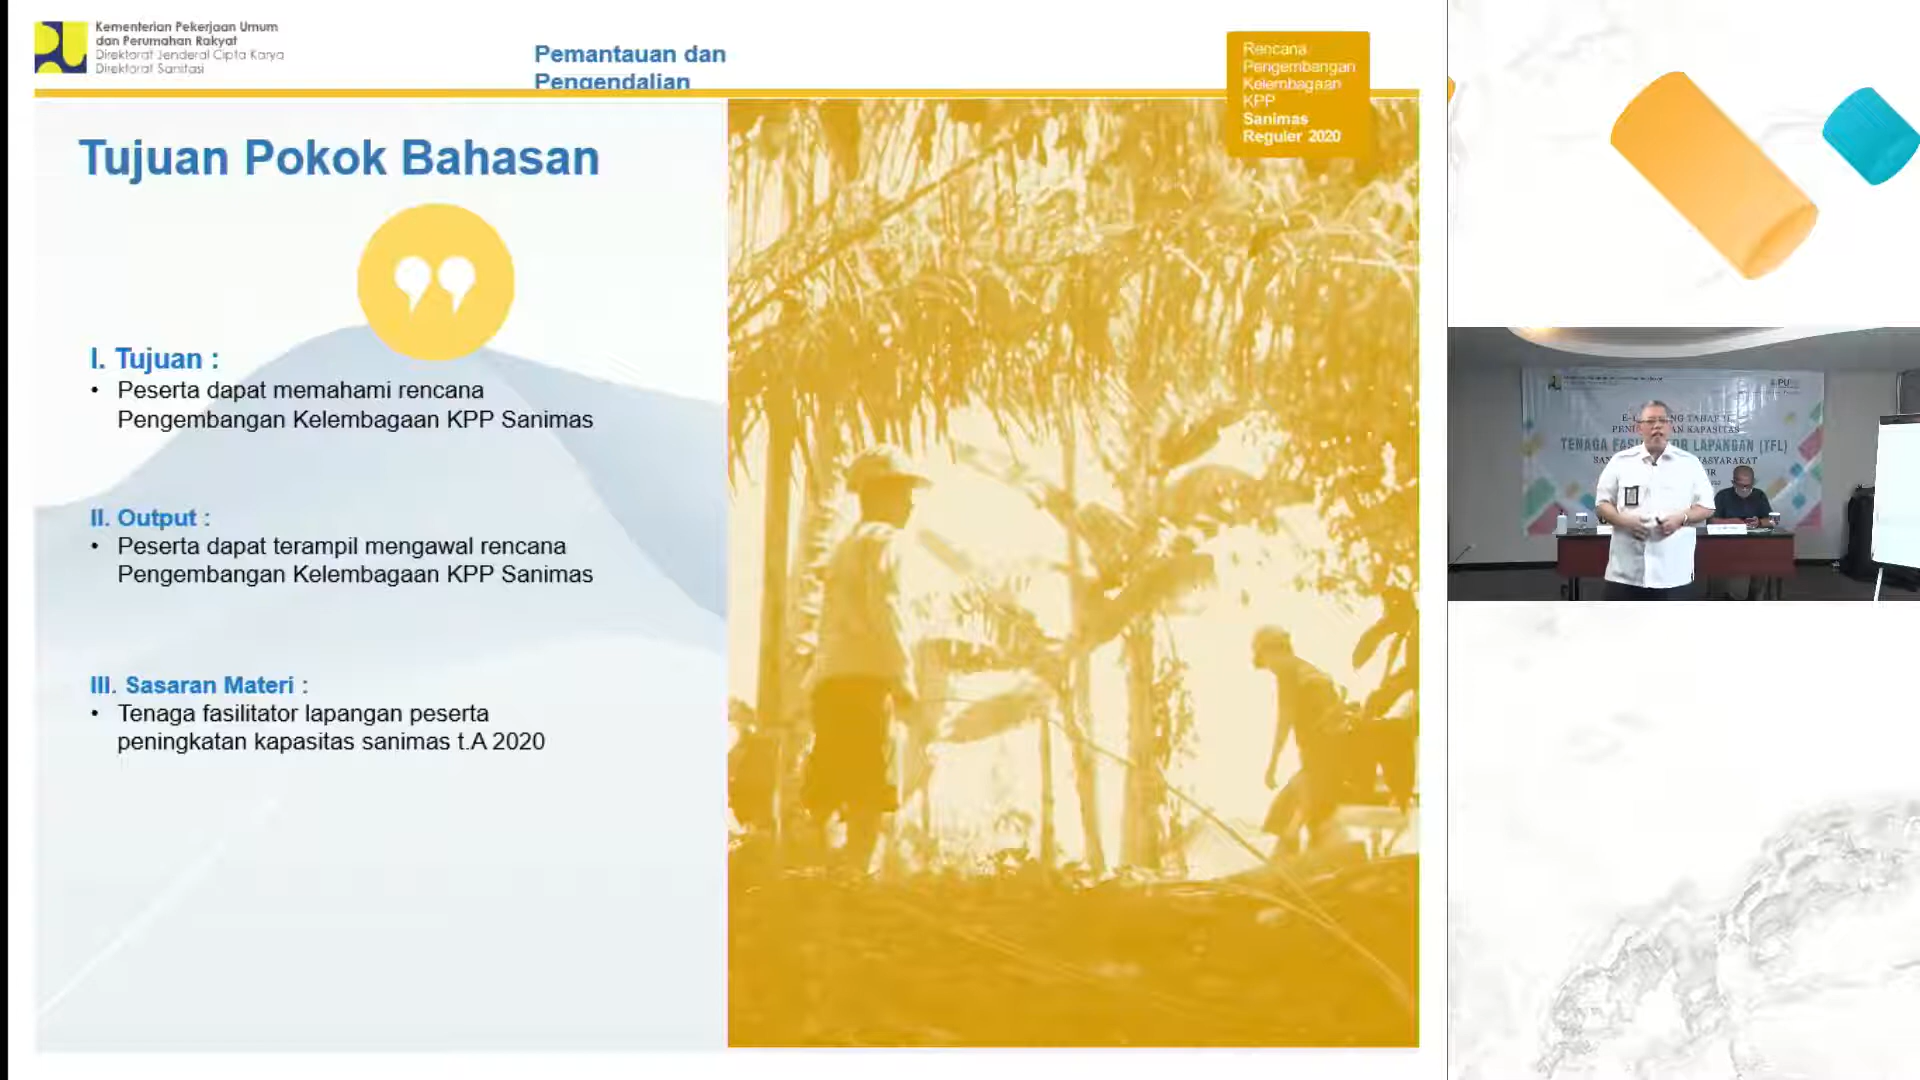 Kementerian Pekerjaan Umum
dan Perumahan Rakyat
Direktorat Jenderal Cipta Karya
Direktorat Sanitasi
Pemantauan dan
Pengendalian
Rencana
Pengembangan
Kelembagaan
KPP
Sanimas
Reguler 2020
Tujuan Pokok Bahasan
I. Tujuan :
• Peserta dapat memahami rencana
Pengembangan Kelembagaan KPP Sanimas
II. Output :
• Peserta dapat terampil mengawal rencana
Pengembangan Kelembagaan KPP Sanimas
III. Sasaran Materi :
• Tenaga fasilitator lapangan peserta
peningkatan kapasitas sanimas t.A 2020
TAHAP
KAPASITAS
TENAGA
LAPANGAN (TFL)